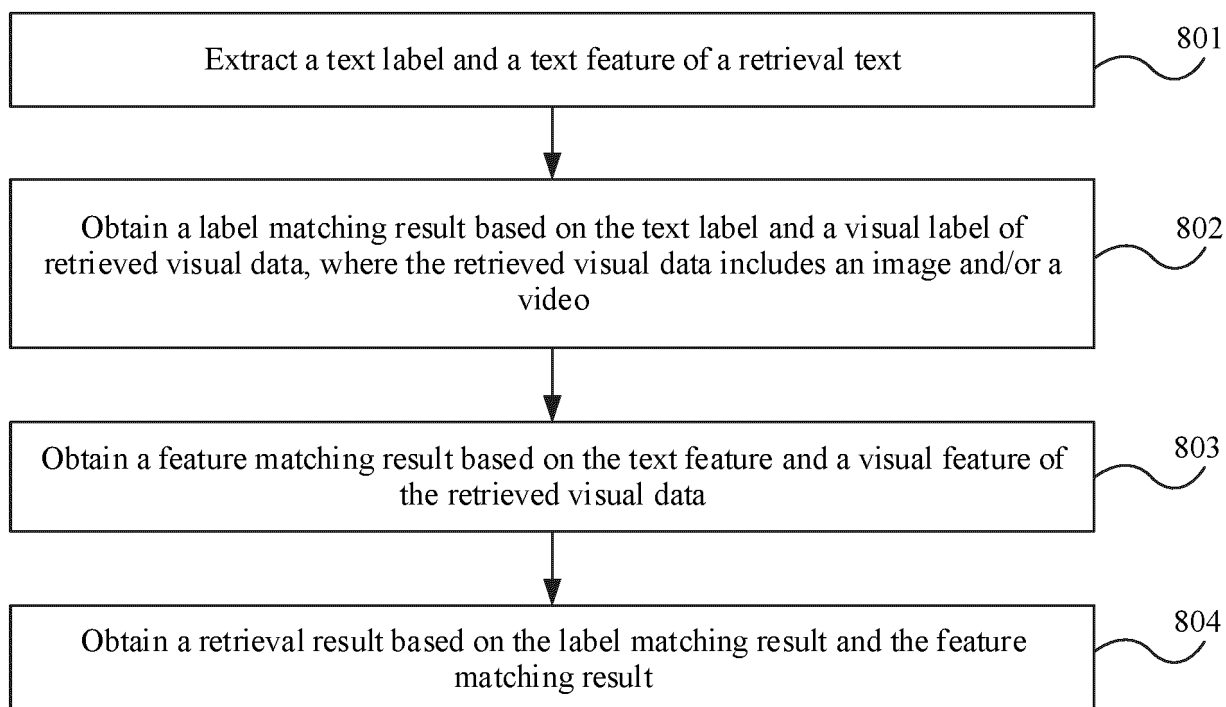 Extract a text label and a text feature of a retrieval text
801
Obtain a label matching result based on the text label and a visual label of
retrieved visual data, where the retrieved visual data includes an image and/or a
video
802
Obtain a feature matching result based on the text feature and a visual feature of
the retrieved visual data
803
Obtain a retrieval result based on the label matching result and the feature
matching result
804